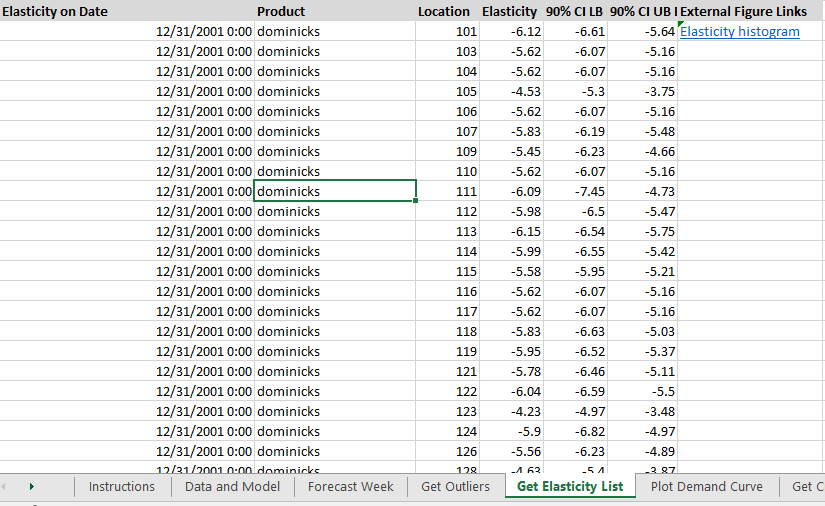 Elasticity on Date Product Location Elasticity 90% CI LB 90% CI UB External Figure Links
12/31/2001 0:00 dominicks 101 -6.12 -6.61 -5.64 Elasticity histogram
12/31/2001 0:00 dominicks 103 -5.62 -6.07 -5.16
12/31/2001 0:00 dominicks 104 -5.62 -6.07 -5.16
12/31/2001 0:00 dominicks 105 -4.53 -5.3 -3.75
12/31/2001 0:00 dominicks 106 -5.62 -6.07 -5.16
12/31/2001 0:00 dominicks 107 -5.83 -6.19 -5.48
12/31/2001 0:00 dominicks 109 -5.45 -6.23 -4.66
12/31/2001 0:00 dominicks 110 -5.62 -6.07 -5.16
12/31/2001 0:00 dominicks 111 -6.09 -7.45 -4.73
12/31/2001 0:00 dominicks 112 -5.98 -6.5 -5.47
12/31/2001 0:00 dominicks 113 -6.15 -6.54 -5.75
12/31/2001 0:00 dominicks 114 -5.99 -6.55 -5.42
12/31/2001 0:00 dominicks 115 -5.58 -5.95 -5.21
12/31/2001 0:00 dominicks 116 -5.62 -6.07 -5.16
12/31/2001 0:00 dominicks 117 -5.62 -6.07 -5.16
12/31/2001 0:00 dominicks 118 -5.83 -6.63 -5.03
12/31/2001 0:00 dominicks 119 -5.95 -6.52 -5.37
12/31/2001 0:00 dominicks 121 -5.78 -6.46 -5.11
12/31/2001 0:00 dominicks 122 -6.04 -6.59 -5.5
12/31/2001 0:00 dominicks 123 -4.23 -4.97 -3.48
12/31/2001 0:00 dominicks 124 -5.9 -6.82 -4.97
12/31/2001 0:00 dominicks 126 -5.56 -6.23 -4.89
12/31/2001 0:00 dominicks 128 -4.63 -5.4 -3.87
Instructions Data and Model Forecast Week Get Outliers Get Elasticity List Plot Demand Curve Get